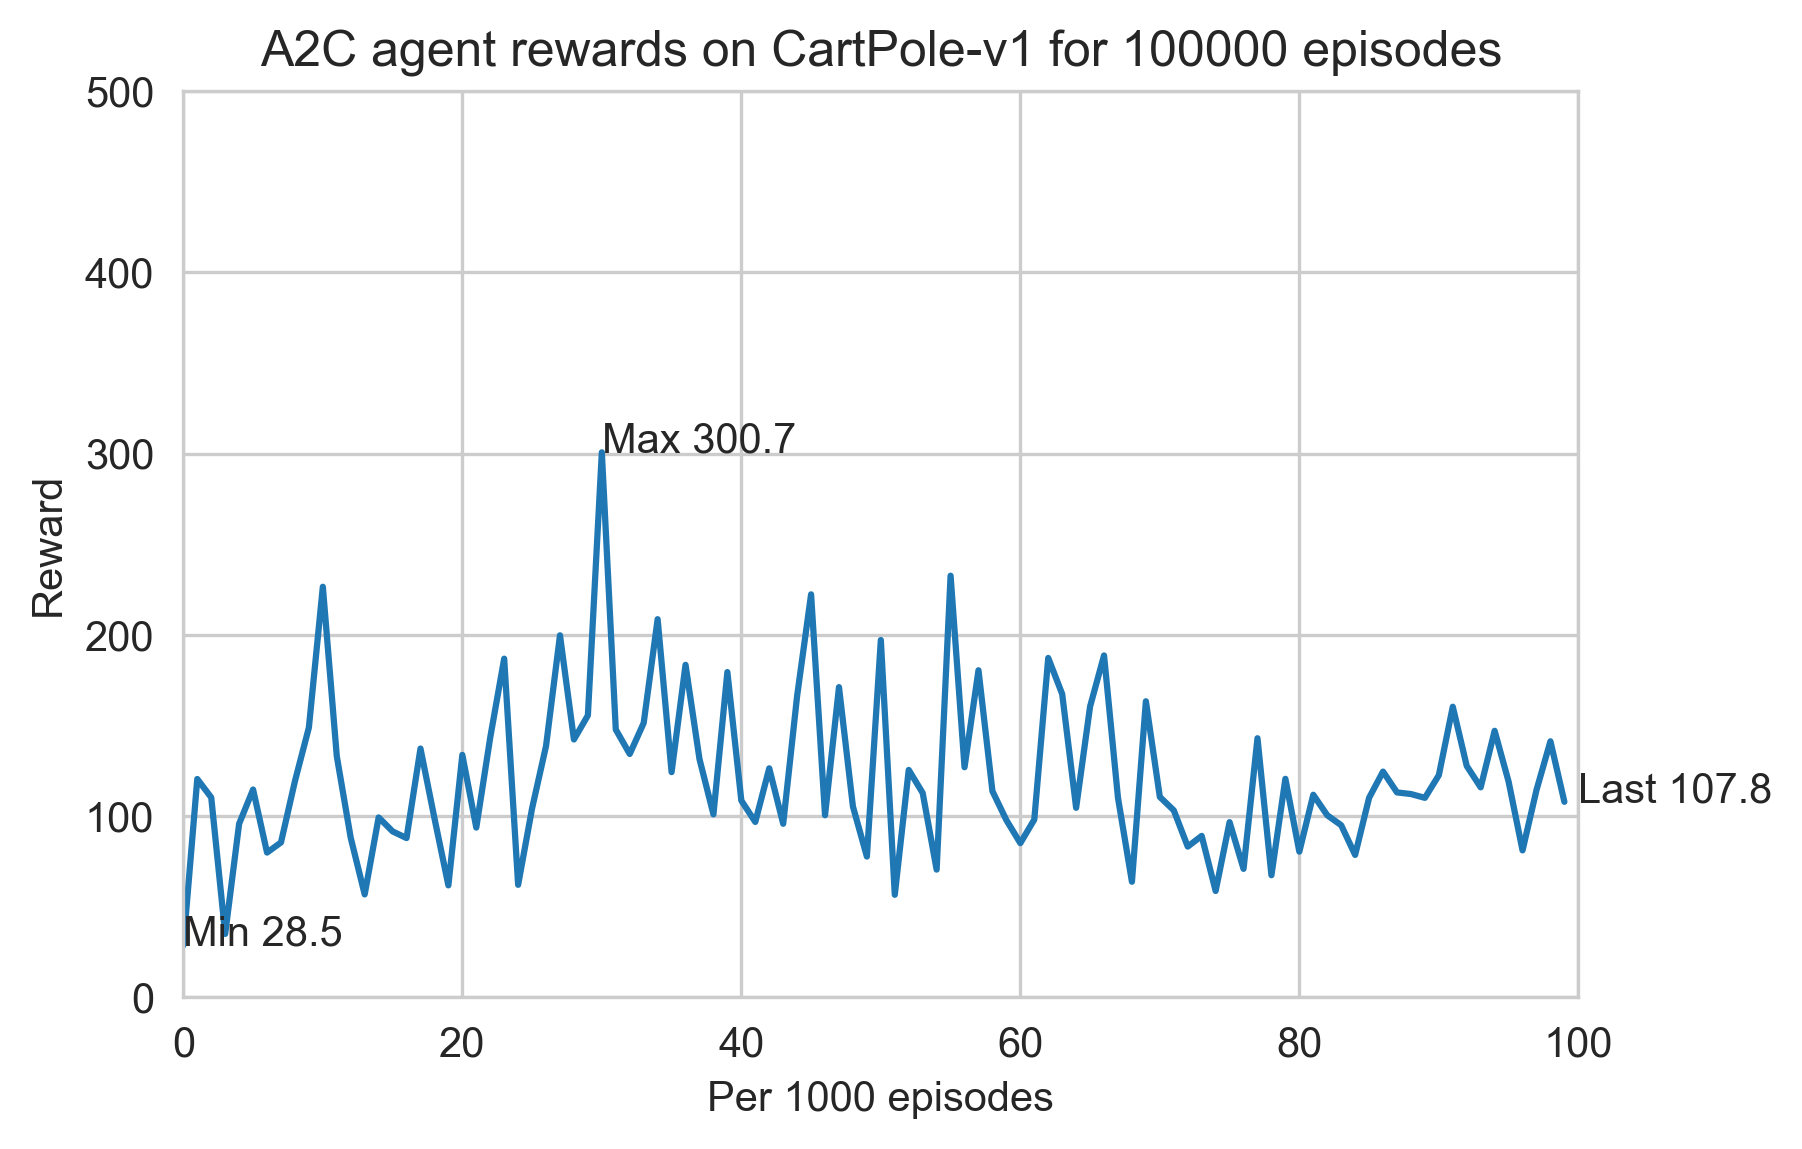 A2C agent rewards on CartPole-v1 for 100000 episodes
500
400
300
200
100
0
Reward
Max 300.7
Min 28.5
Last 107.8
0 20 40 60 80 100
Per 1000 episodes